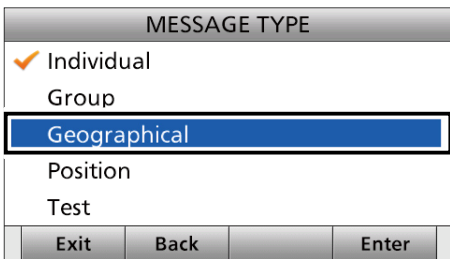 MESSAGE TYPE
Individual
Group
Geographical
Position
Test
Exit Back Enter